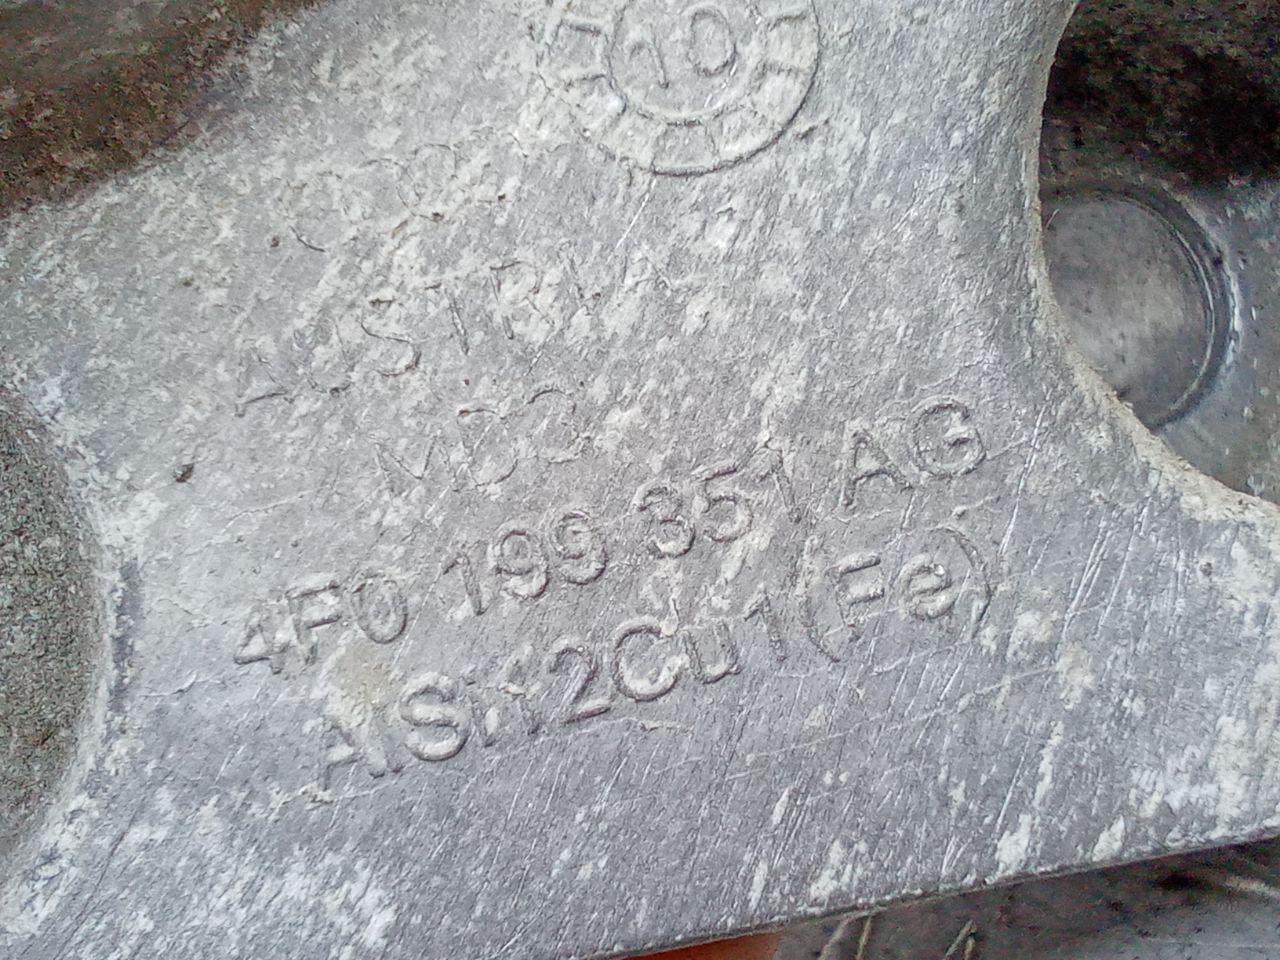 10
AUSTRIA
4F0 199 351 AG
AlSi12Cu1(Fe)